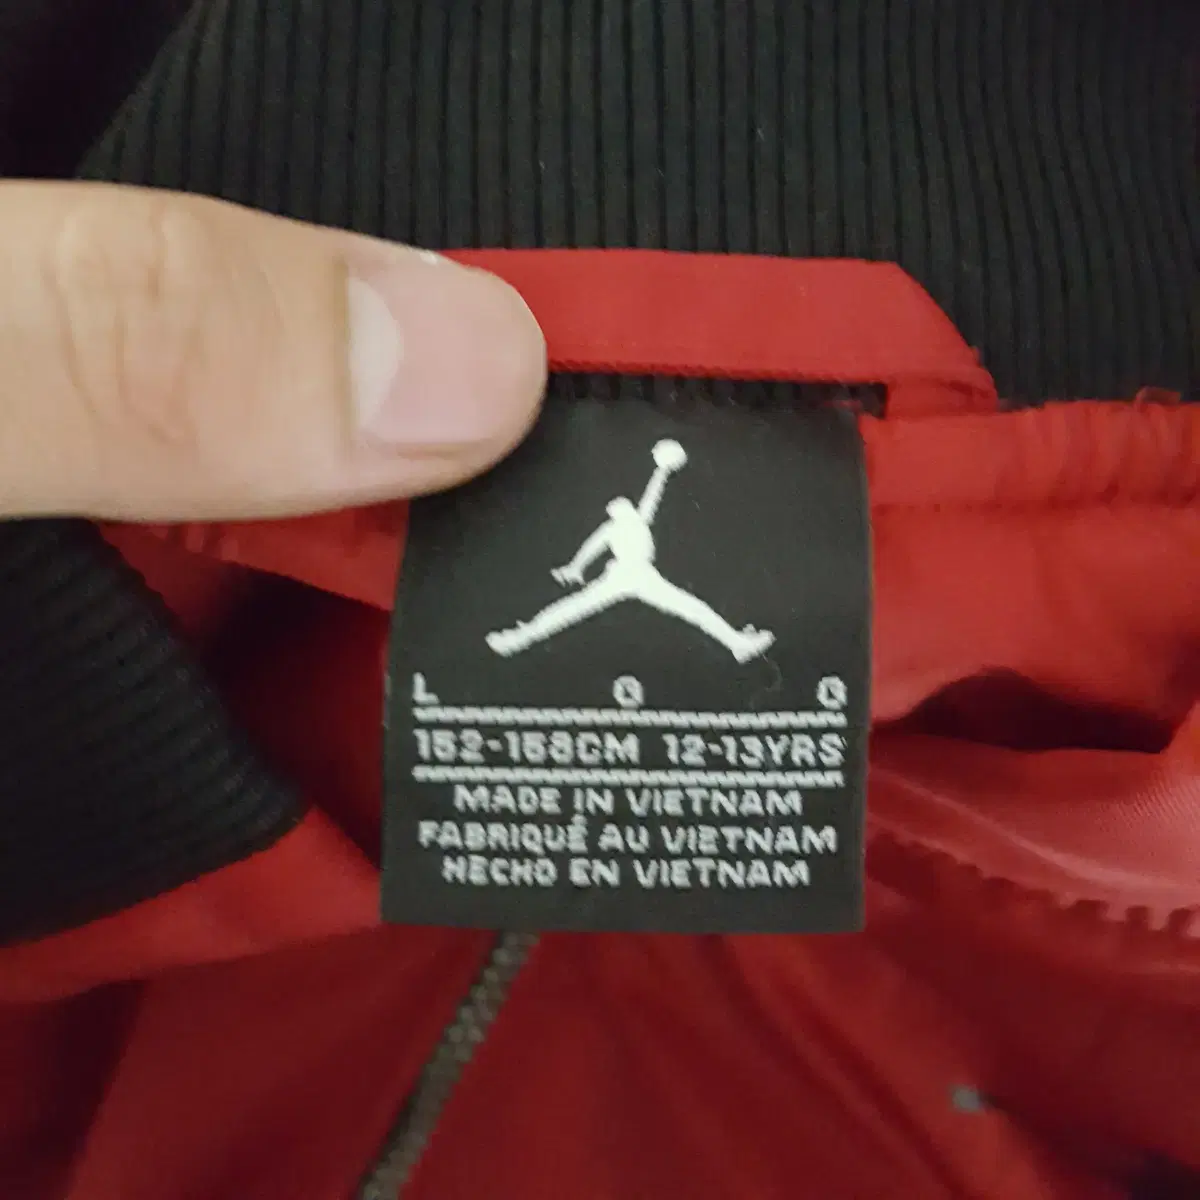 L G G
152-158CM 12-13YRS
MADE IN VIETNAM
FABRIQUÉ AU VIETNAM
HECHO EN VIETNAM